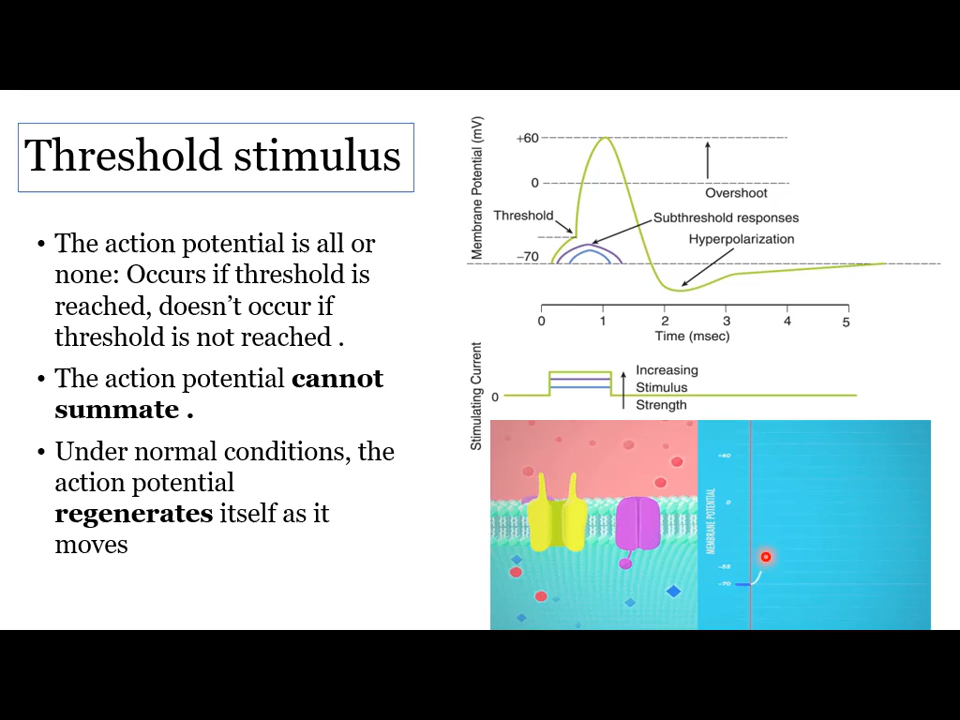 Threshold stimulus
• The action potential is all or
none: Occurs if threshold is
reached, doesn’t occur if
threshold is not reached .
• The action potential cannot
summate .
• Under normal conditions, the
action potential
regenerates itself as it
moves
Membrane Potential (mV)
+60
0
Overshoot
Threshold
Subthreshold responses
Hyperpolarization
−70
0 1 2 3 4 5
Time (msec)
Stimulating Current
0
Increasing
Stimulus
Strength
MEMBRANE POTENTIAL
0
-55
-70